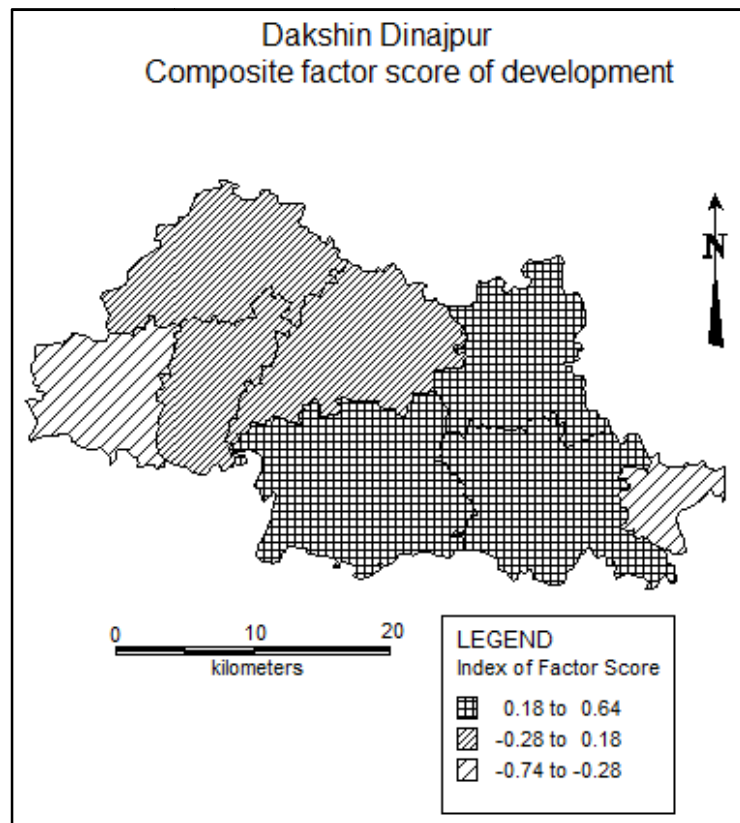 Dakshin Dinajpur
Composite factor score of development
N
0 10 20
kilometers
LEGEND
Index of Factor Score
0.18 to 0.64
-0.28 to 0.18
-0.74 to -0.28